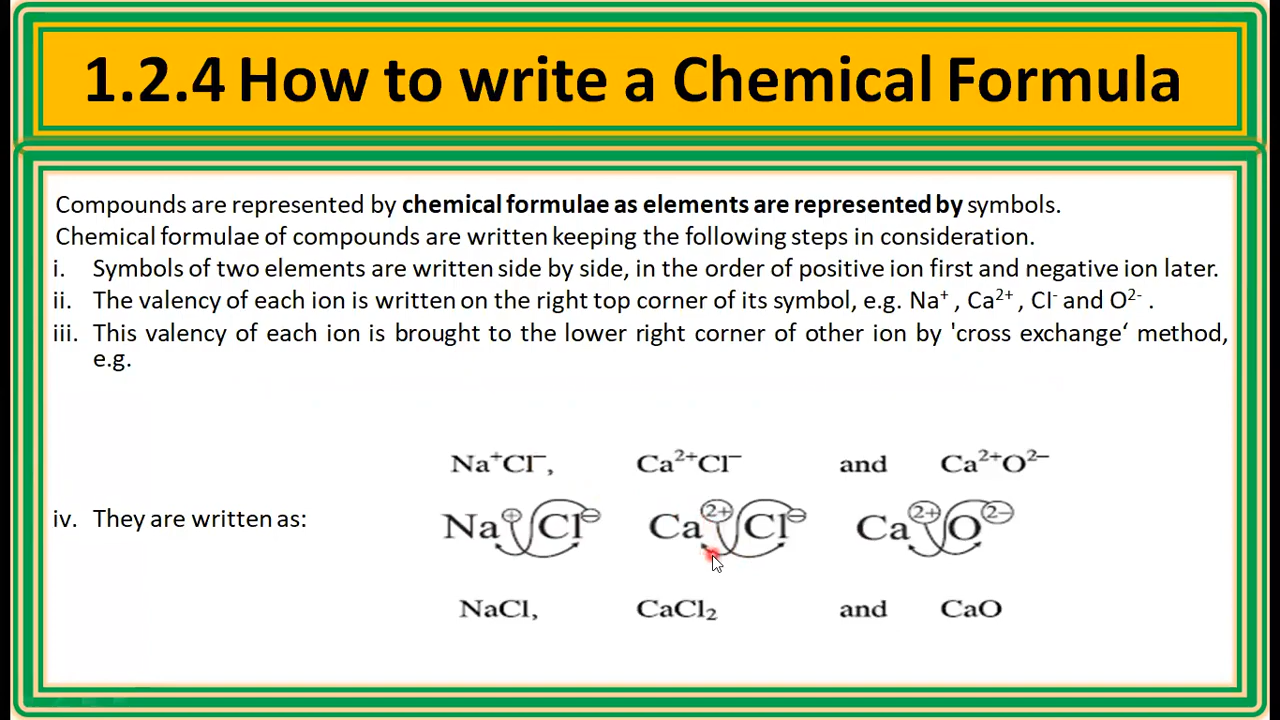 1.2.4 How to write a Chemical Formula
Compounds are represented by chemical formulae as elements are represented by symbols.
Chemical formulae of compounds are written keeping the following steps in consideration.
i. Symbols of two elements are written side by side, in the order of positive ion first and negative ion later.
ii. The valency of each ion is written on the right top corner of its symbol, e.g. Na⁺ , Ca²⁺ , Cl⁻ and O²⁻ .
iii. This valency of each ion is brought to the lower right corner of other ion by 'cross exchange‘ method,
e.g.
Na⁺Cl⁻, Ca²⁺Cl⁻ and Ca²⁺O²⁻
iv. They are written as: Na⁺Cl⁻ Ca²⁺Cl⁻ Ca²⁺O²⁻
NaCl, CaCl₂ and CaO